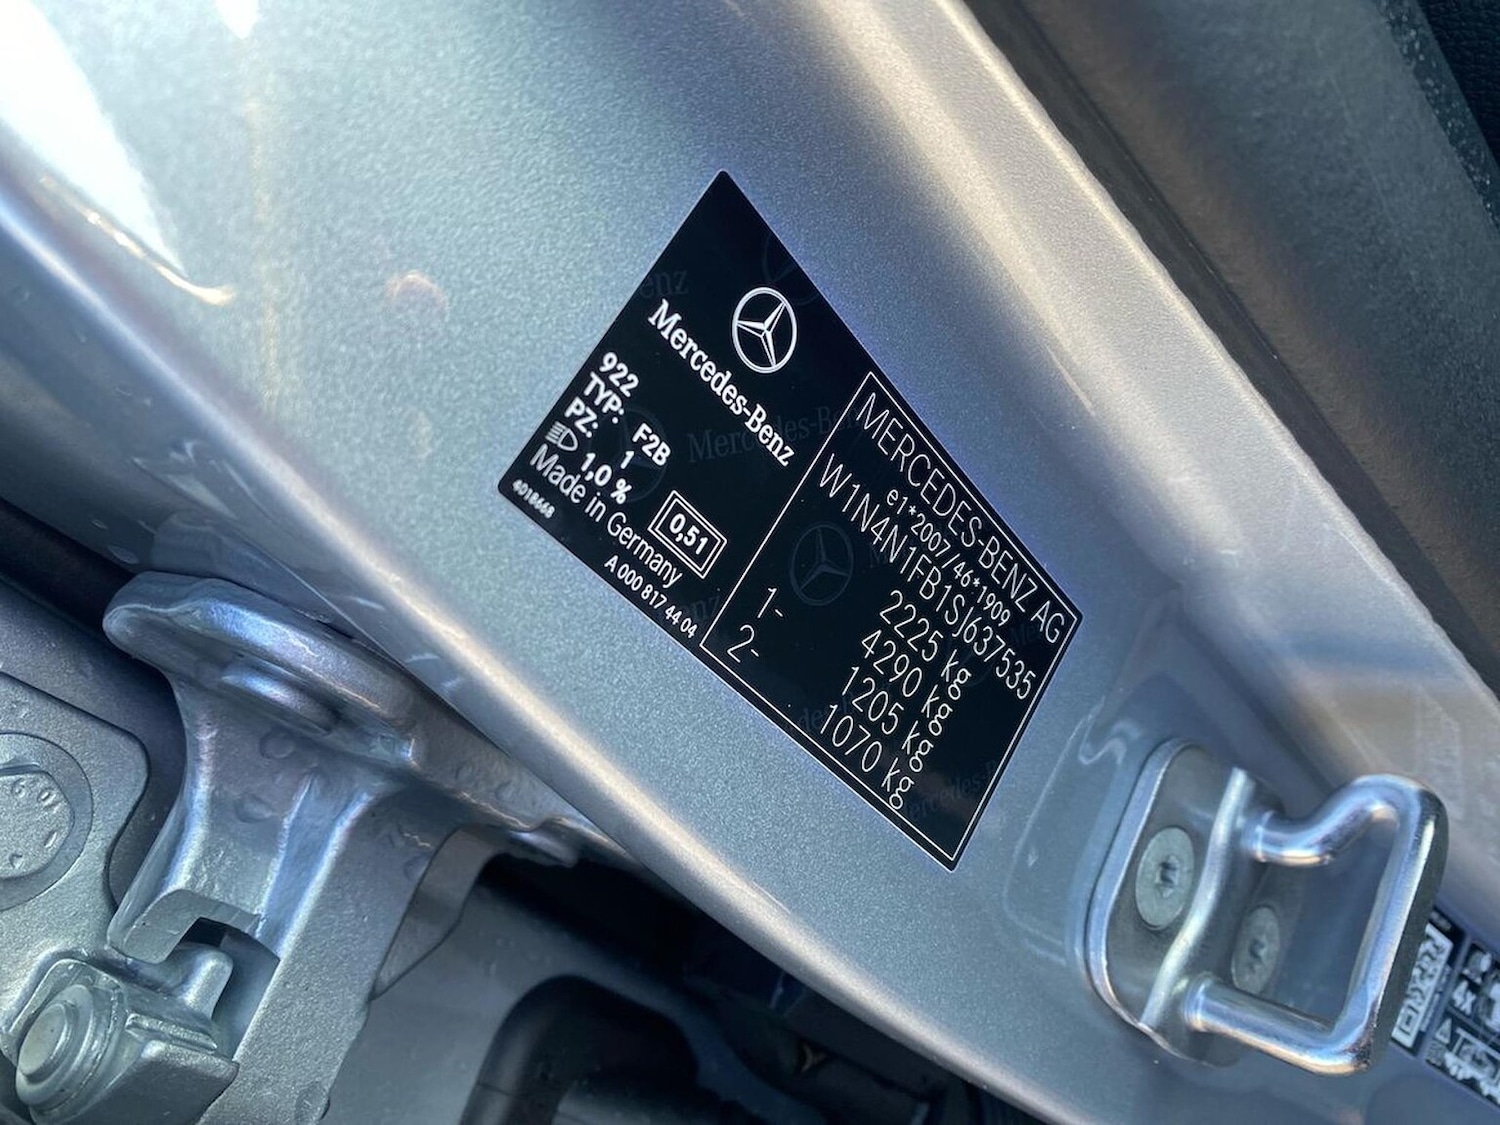 Mercedes-Benz
922
TYP: F2B
PZ: 1
1,0 %
Made in Germany
0,51
A 000 817 44 04
MERCEDES-BENZ AG
e1*2007/46*1909
W1N4N1FB1SJ637535
2225 kg
4290 kg
1- 1205 kg
2- 1070 kg